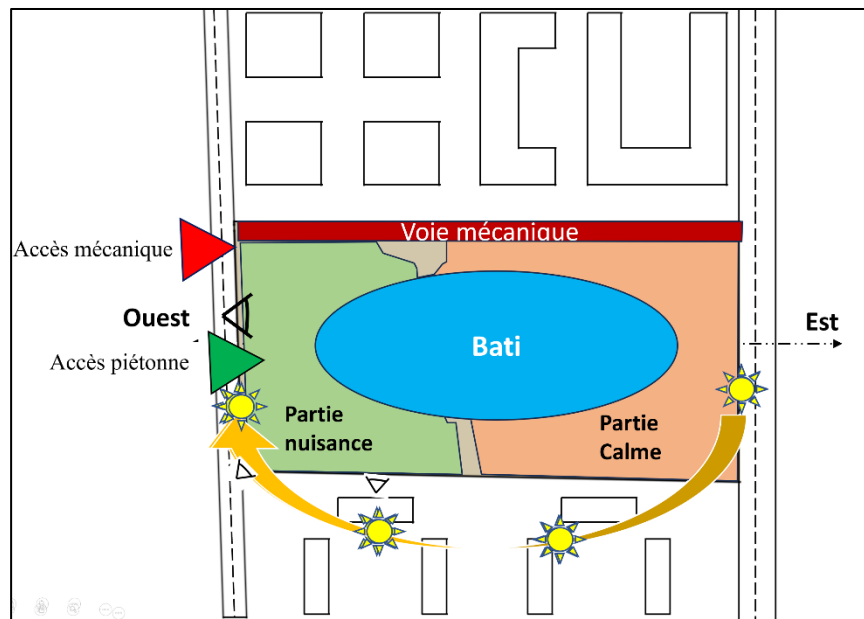 Voie mécanique
Accès mécanique
Ouest
Est
Bati
Accès piétonne
Partie
nuisance
Partie
Calme